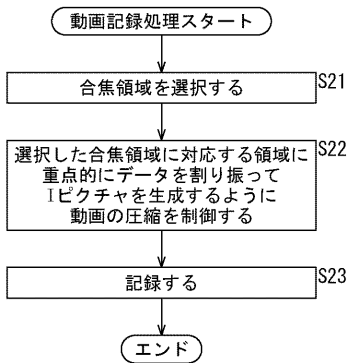 動画記録処理スタート
合焦領域を選択する
S21
選択した合焦領域に対応する領域に
重点的にデータを割り振って
Iピクチャを生成するように
動画の圧縮を制御する
S22
記録する
S23
エンド